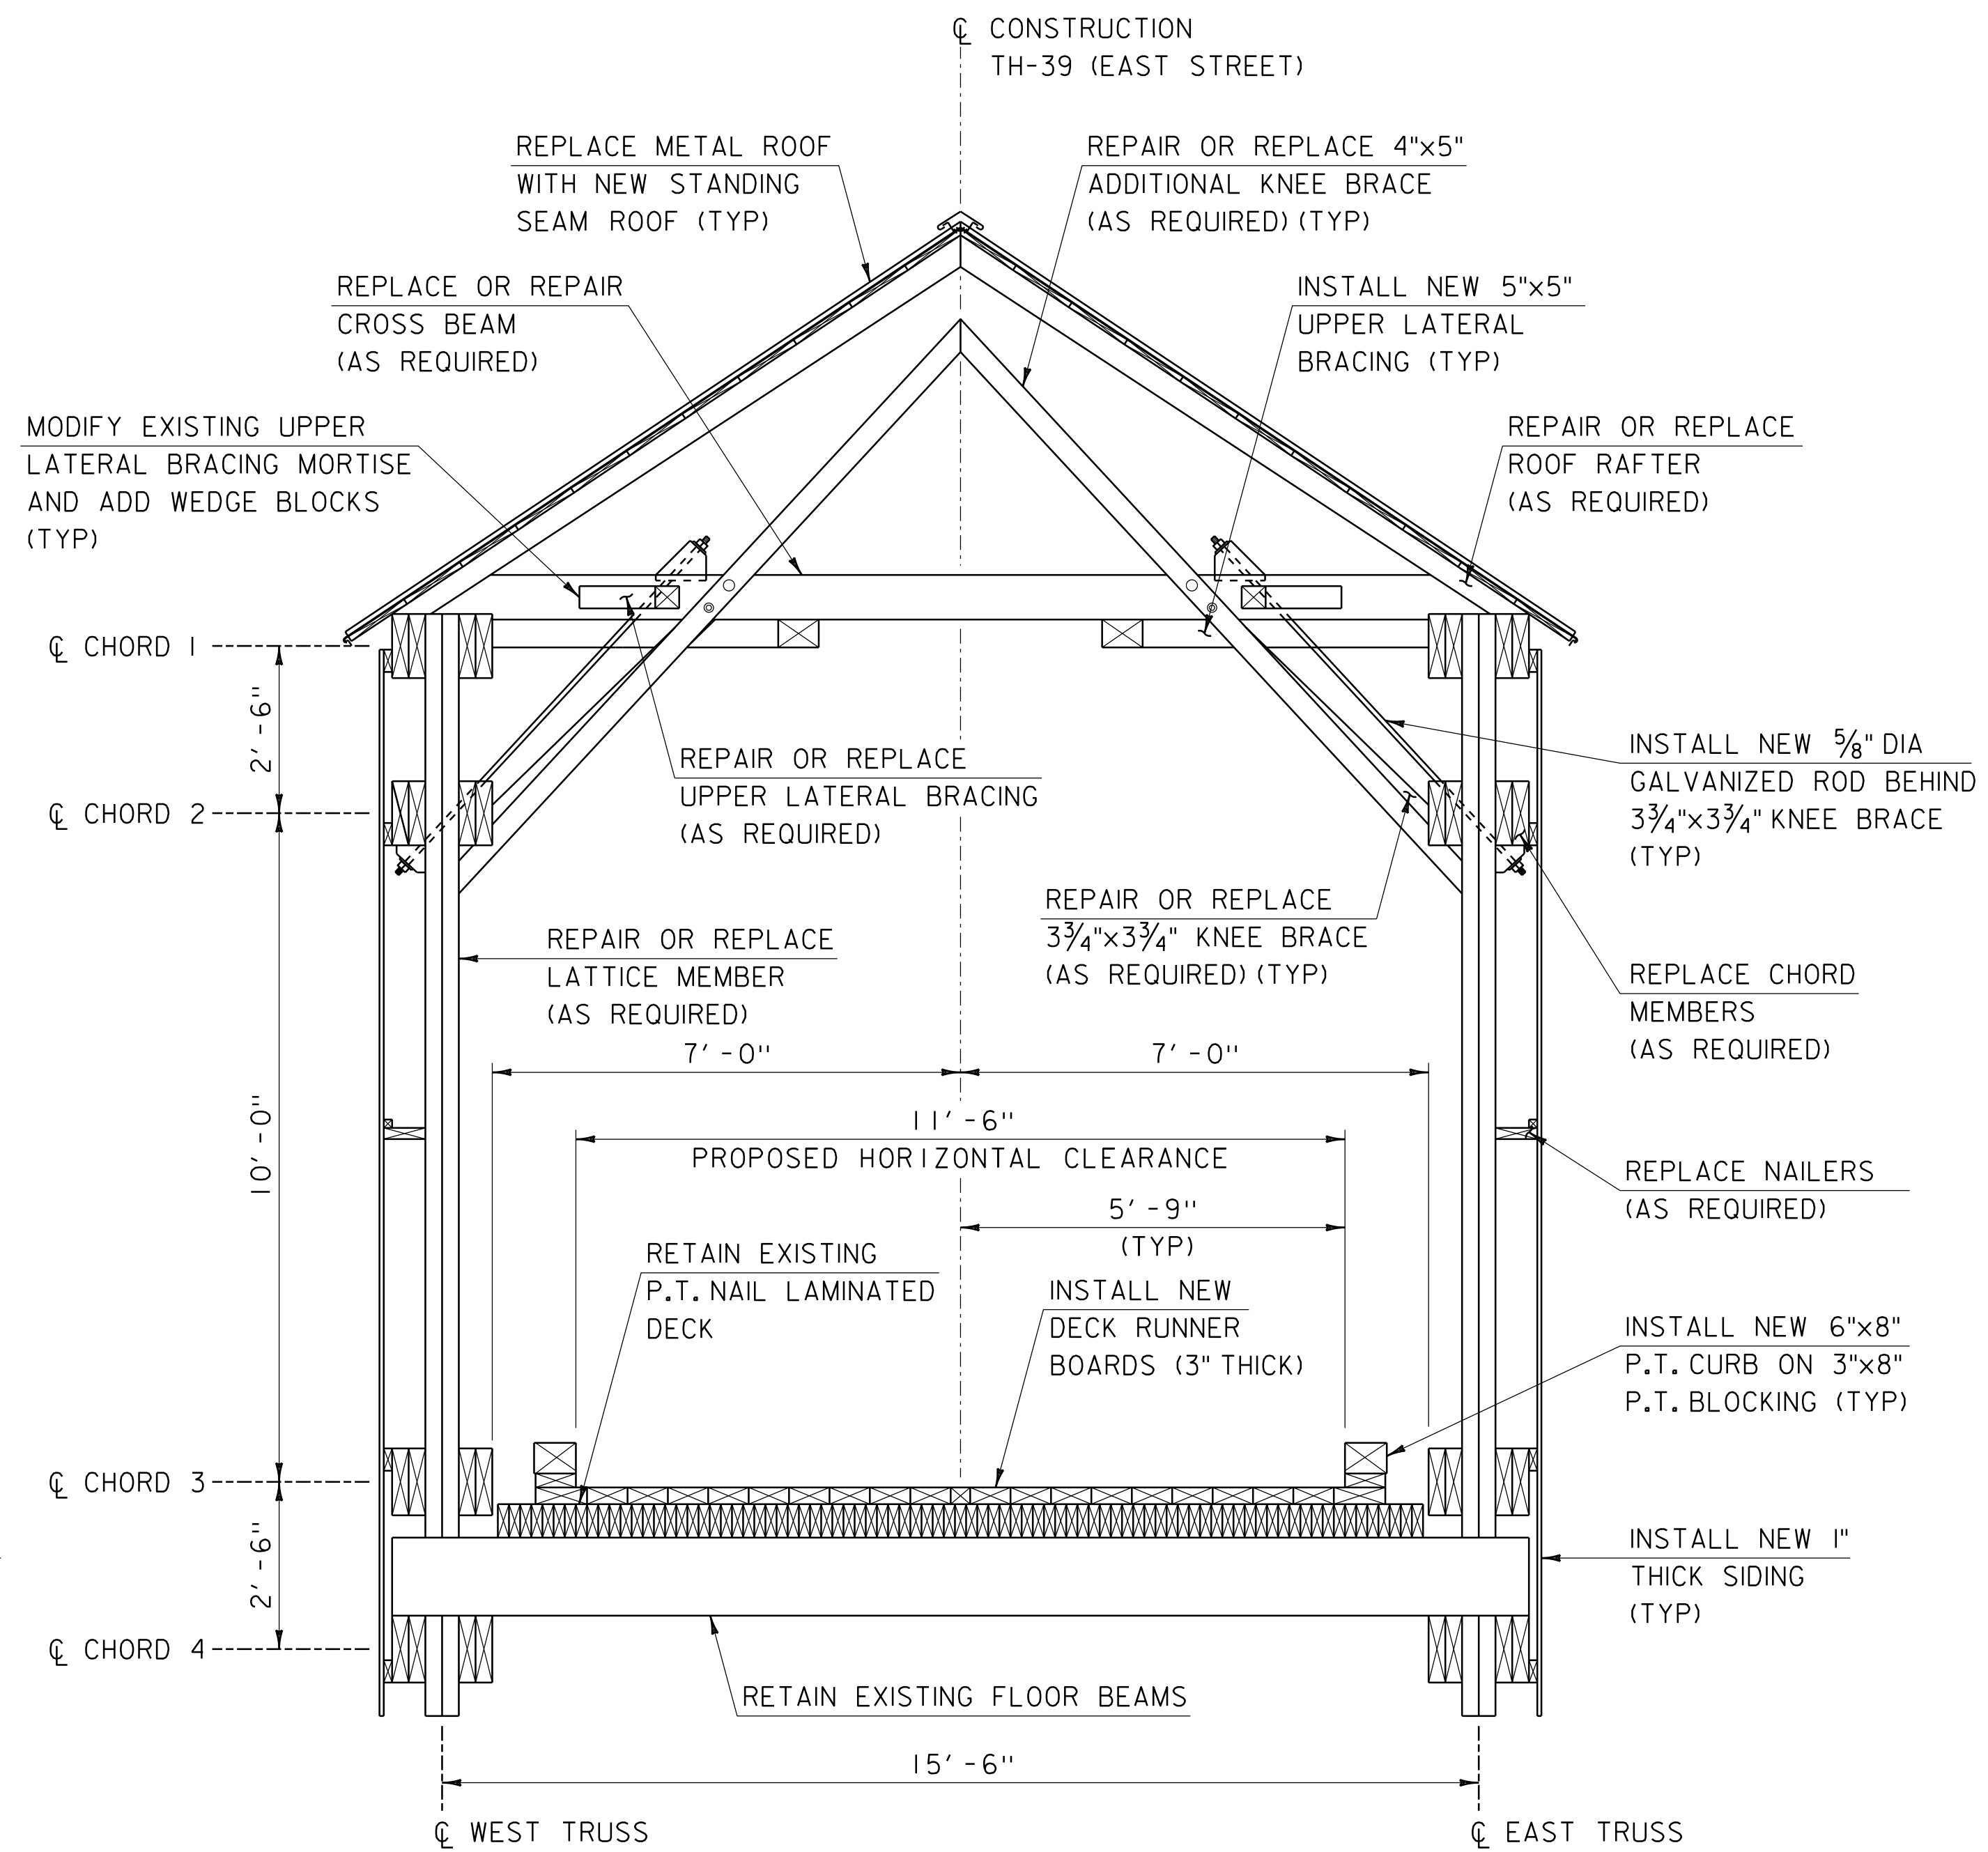 ℄ CONSTRUCTION
TH-39 (EAST STREET)
REPLACE METAL ROOF
WITH NEW STANDING
SEAM ROOF (TYP)
REPAIR OR REPLACE 4"x5"
ADDITIONAL KNEE BRACE
(AS REQUIRED) (TYP)
REPLACE OR REPAIR
CROSS BEAM
(AS REQUIRED)
INSTALL NEW 5"x5"
UPPER LATERAL
BRACING (TYP)
MODIFY EXISTING UPPER
LATERAL BRACING MORTISE
AND ADD WEDGE BLOCKS
(TYP)
REPAIR OR REPLACE
ROOF RAFTER
(AS REQUIRED)
℄ CHORD 1
2'-6"
℄ CHORD 2
REPAIR OR REPLACE
UPPER LATERAL BRACING
(AS REQUIRED)
INSTALL NEW 5/8" DIA
GALVANIZED ROD BEHIND
3 3/4"x3 3/4" KNEE BRACE
(TYP)
REPAIR OR REPLACE
3 3/4"x3 3/4" KNEE BRACE
(AS REQUIRED) (TYP)
REPAIR OR REPLACE
LATTICE MEMBER
(AS REQUIRED)
REPLACE CHORD
MEMBERS
(AS REQUIRED)
7'-0"
7'-0"
10'-0"
11'-6"
PROPOSED HORIZONTAL CLEARANCE
REPLACE NAILERS
(AS REQUIRED)
5'-9"
(TYP)
RETAIN EXISTING
P.T. NAIL LAMINATED
DECK
INSTALL NEW
DECK RUNNER
BOARDS (3" THICK)
INSTALL NEW 6"x8"
P.T. CURB ON 3"x8"
P.T. BLOCKING (TYP)
℄ CHORD 3
2'-6"
℄ CHORD 4
INSTALL NEW 1"
THICK SIDING
(TYP)
RETAIN EXISTING FLOOR BEAMS
15'-6"
℄ WEST TRUSS
℄ EAST TRUSS